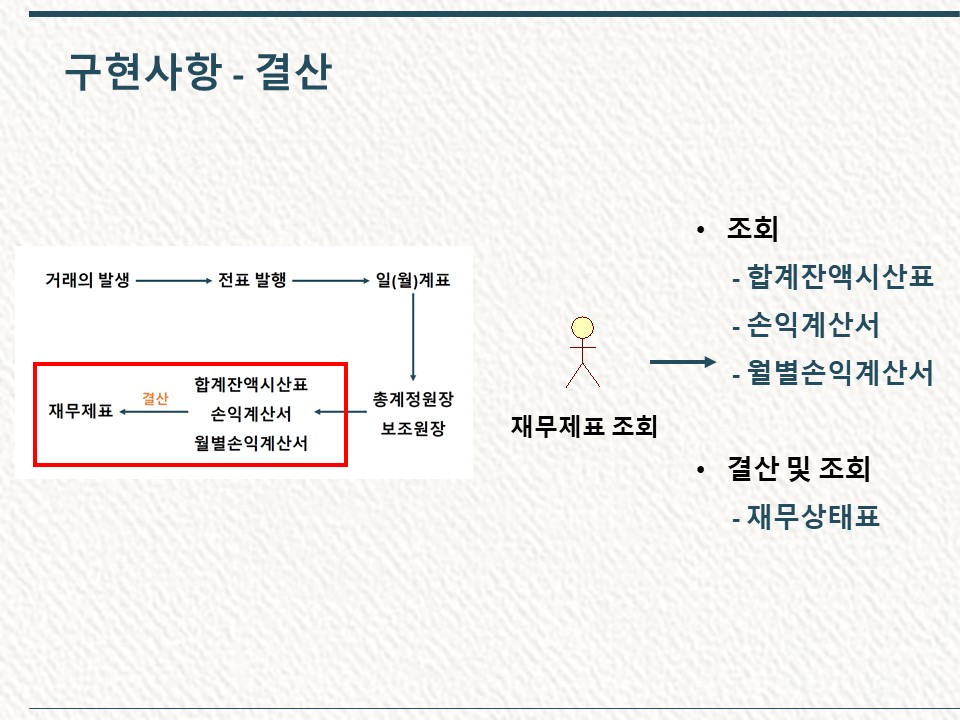 구현사항 - 결산
거래의 발생
전표 발행
일(월)계표
총계정원장
보조원장
합계잔액시산표
손익계산서
월별손익계산서
결산
재무제표
재무제표 조회
• 조회
- 합계잔액시산표
- 손익계산서
- 월별손익계산서
• 결산 및 조회
- 재무상태표